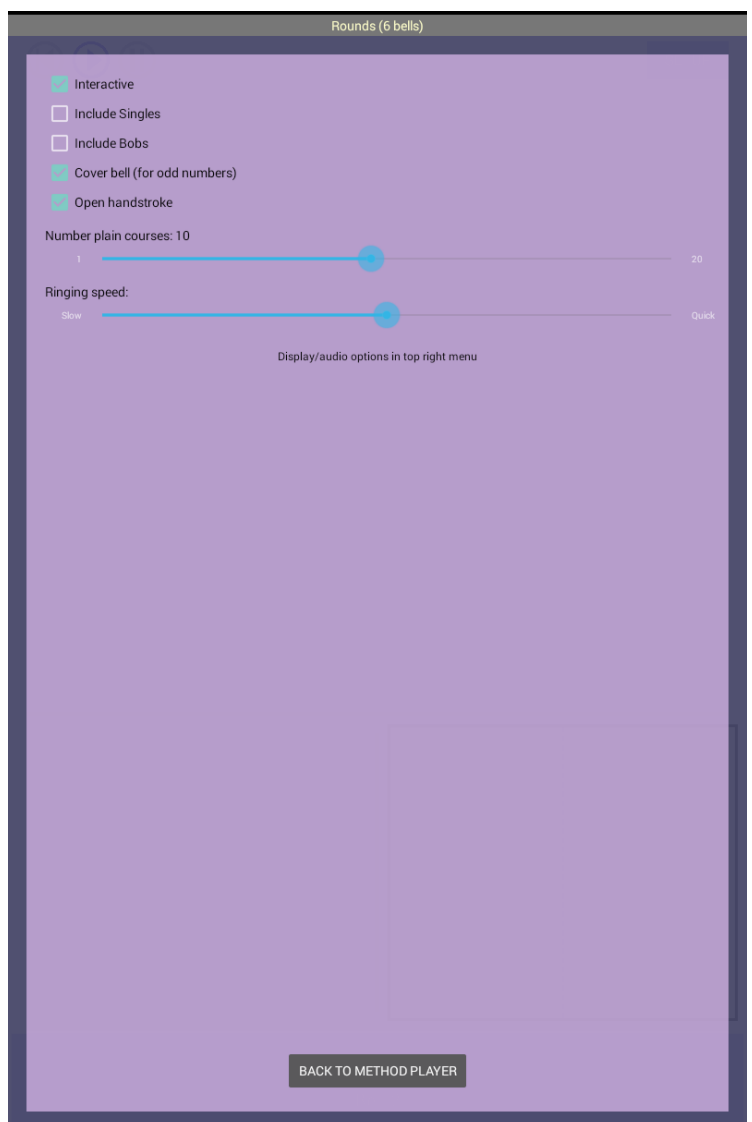 Rounds (6 bells)
Interactive
Include Singles
Include Bobs
Cover bell (for odd numbers)
Open handstroke
Number plain courses: 10
1 20
Ringing speed:
Slow Quick
Display/audio options in top right menu
BACK TO METHOD PLAYER